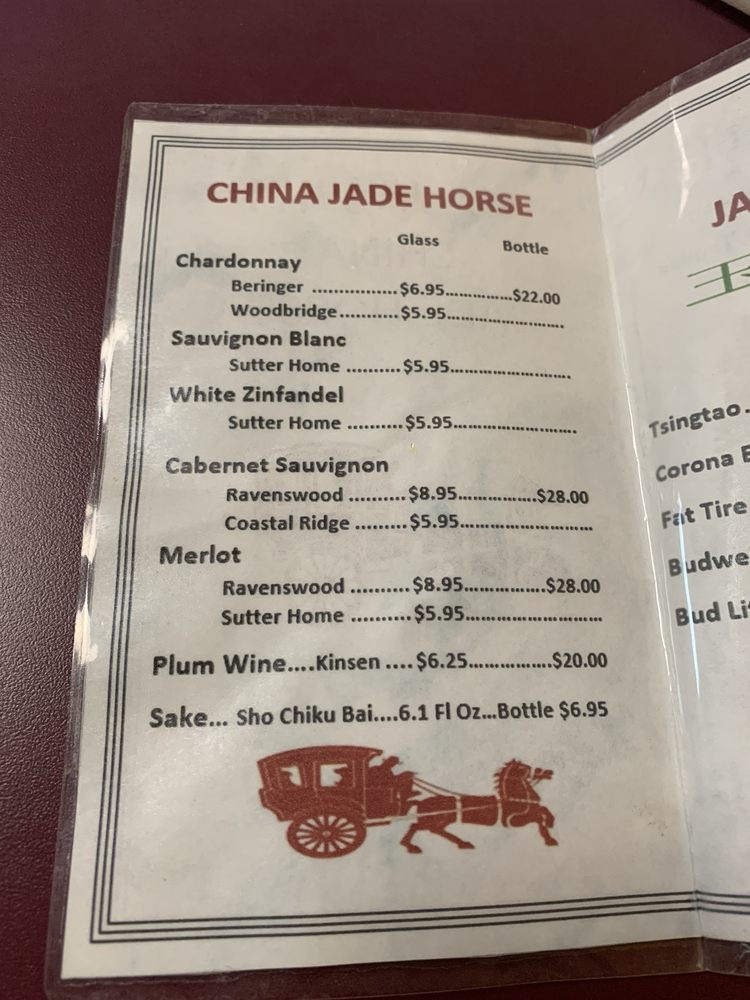 CHINA JADE HORSE
Glass Bottle
Chardonnay
Beringer .................$6.95..............$22.00
Woodbridge............$5.95........................
Sauvignon Blanc
Sutter Home ..........$5.95.........................
White Zinfandel
Sutter Home ..........$5.95.........................
Cabernet Sauvignon
Ravenswood ..........$8.95.................$28.00
Coastal Ridge .........$5.95...........................
Merlot
Ravenswood ..........$8.95.................$28.00
Sutter Home ..........$5.95............................
Plum Wine....Kinsen ....$6.25.................$20.00
Sake... Sho Chiku Bai....6.1 Fl Oz...Bottle $6.95
JA
Tsingtao.
Corona E
Fat Tire
Budwe
Bud Li